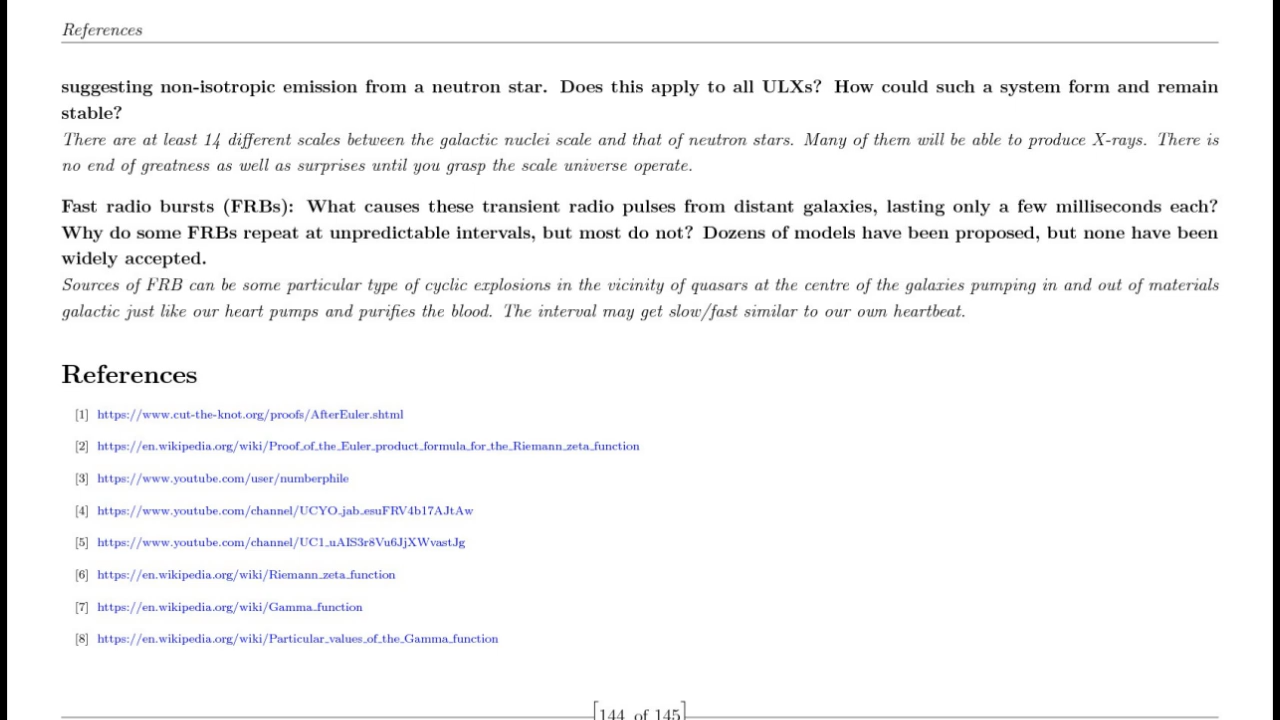 References
suggesting non-isotropic emission from a neutron star. Does this apply to all ULXs? How could such a system form and remain
stable?
There are at least 14 different scales between the galactic nuclei scale and that of neutron stars. Many of them will be able to produce X-rays. There is
no end of greatness as well as surprises until you grasp the scale universe operate.
Fast radio bursts (FRBs): What causes these transient radio pulses from distant galaxies, lasting only a few milliseconds each?
Why do some FRBs repeat at unpredictable intervals, but most do not? Dozens of models have been proposed, but none have been
widely accepted.
Sources of FRB can be some particular type of cyclic explosions in the vicinity of quasars at the centre of the galaxies pumping in and out of materials
galactic just like our heart pumps and purifies the blood. The interval may get slow/fast similar to our own heartbeat.
References
[1] https://www.cut-the-knot.org/proofs/AfterEuler.shtml
[2] https://en.wikipedia.org/wiki/Proof_of_the_Euler_product_formula_for_the_Riemann_zeta_function
[3] https://www.youtube.com/user/numberphile
[4] https://www.youtube.com/channel/UCYO_jab_esuFRV4b17AJtAw
[5] https://www.youtube.com/channel/UC1_uAIS3r8Vu6JjXWvastJg
[6] https://en.wikipedia.org/wiki/Riemann_zeta_function
[7] https://en.wikipedia.org/wiki/Gamma_function
[8] https://en.wikipedia.org/wiki/Particular_values_of_the_Gamma_function
[144 of 145]